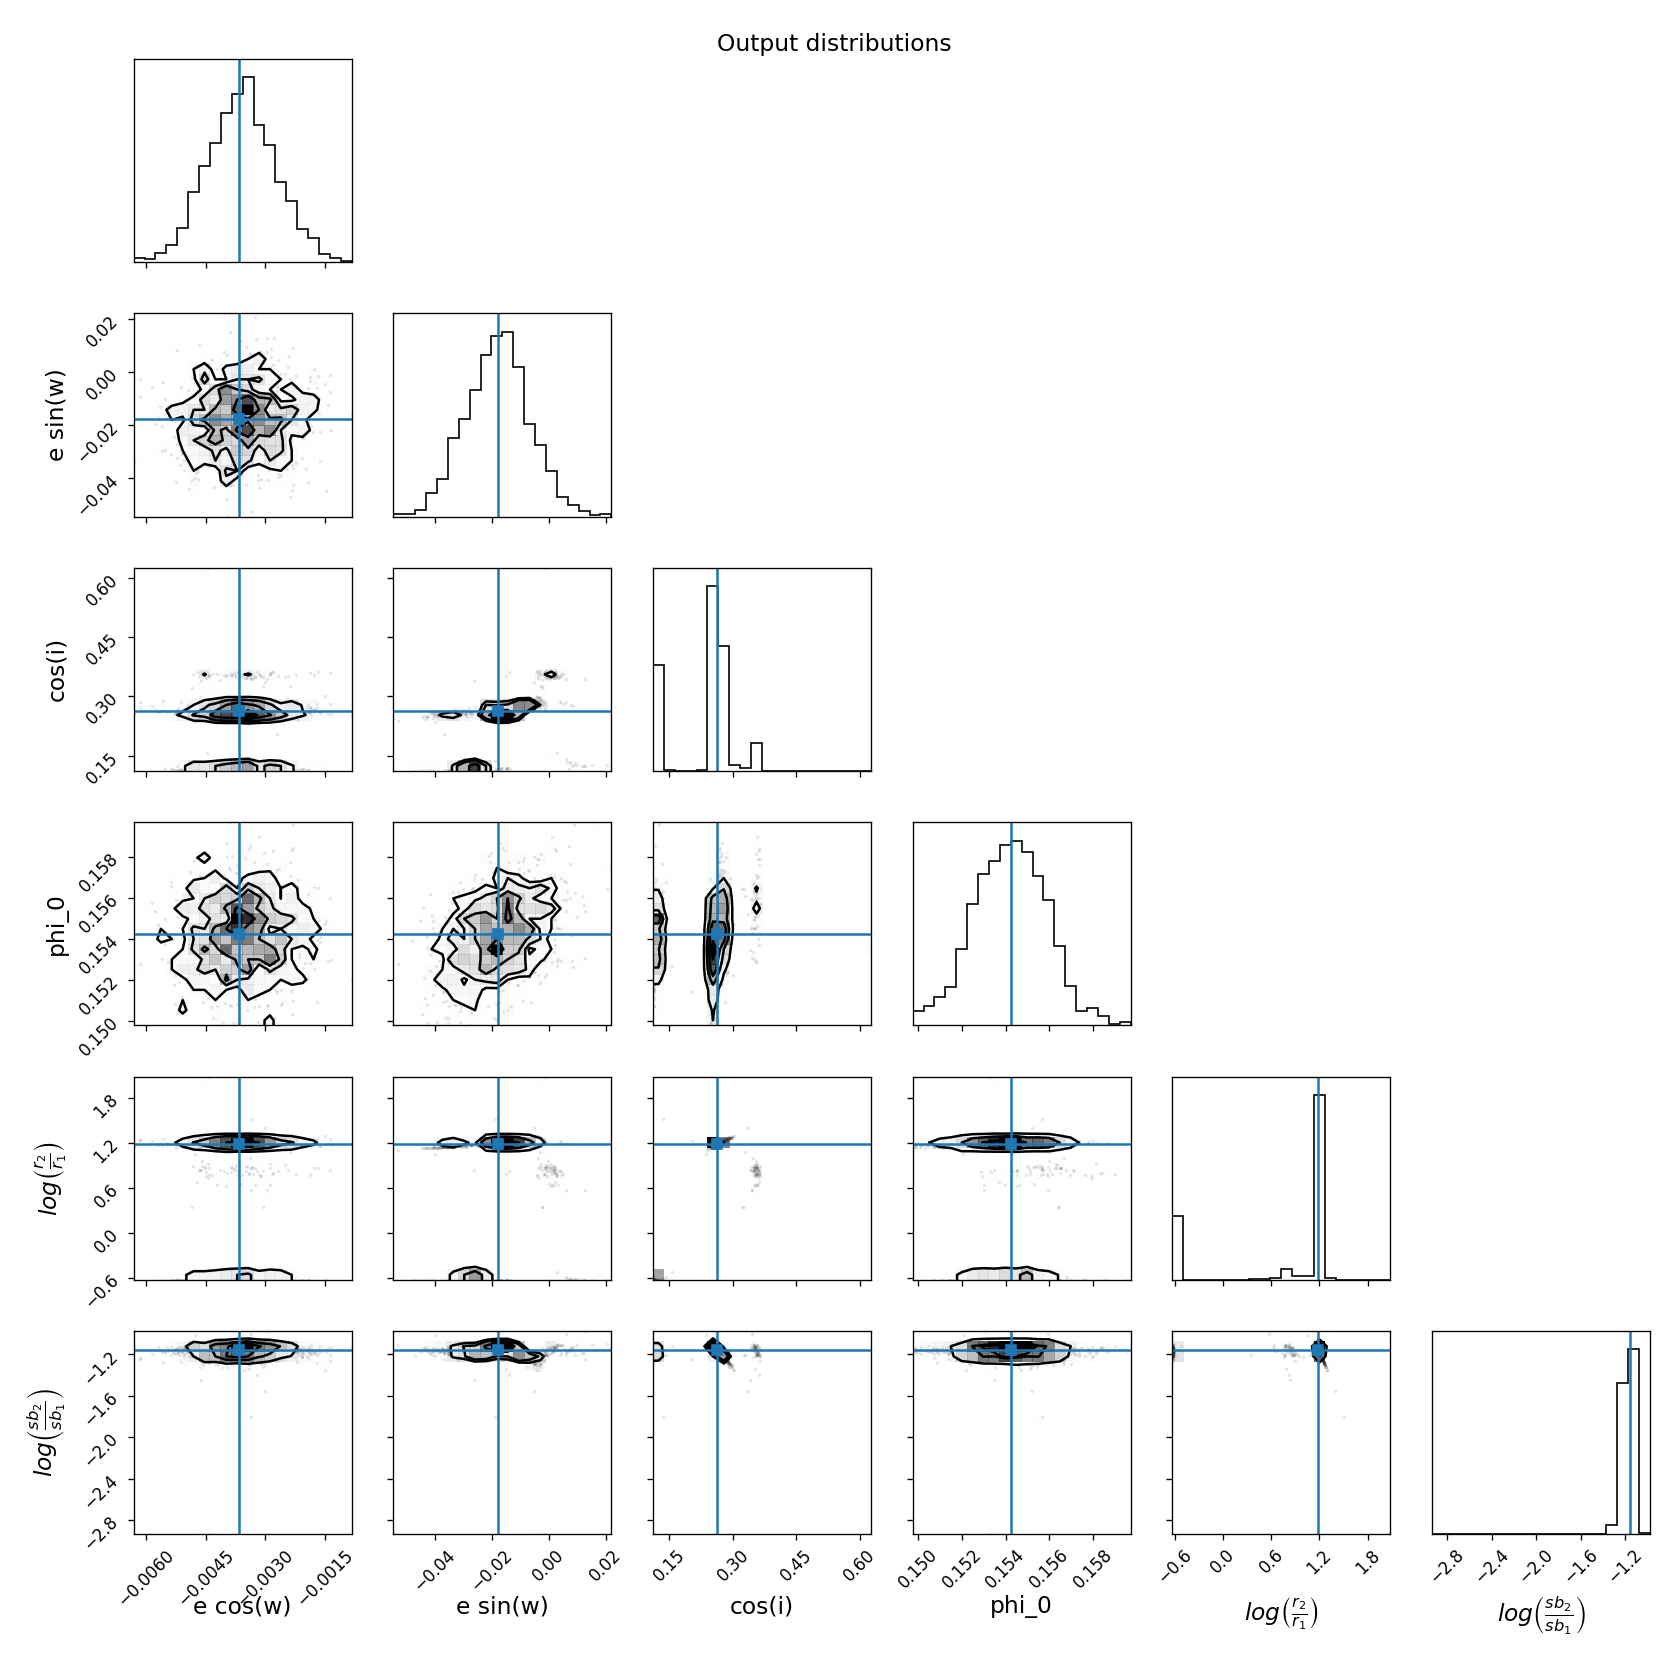 Output distributions
0.02
0.00
−0.02
−0.04
e sin(w)
0.60
0.45
0.30
0.15
cos(i)
0.158
0.156
0.154
0.152
0.150
phi_0
1.8
1.2
0.6
0.0
−0.6
log(r2/r1)
−1.2
−1.6
−2.0
−2.4
−2.8
log(sb2/sb1)
−0.0060 −0.0045 −0.0030 −0.0015
−0.04 −0.02 0.00 0.02
0.15 0.30 0.45 0.60
0.150 0.152 0.154 0.156 0.158
−0.6 0.0 0.6 1.2 1.8
−2.8 −2.4 −2.0 −1.6 −1.2
e cos(w) e sin(w) cos(i) phi_0 log(r2/r1) log(sb2/sb1)